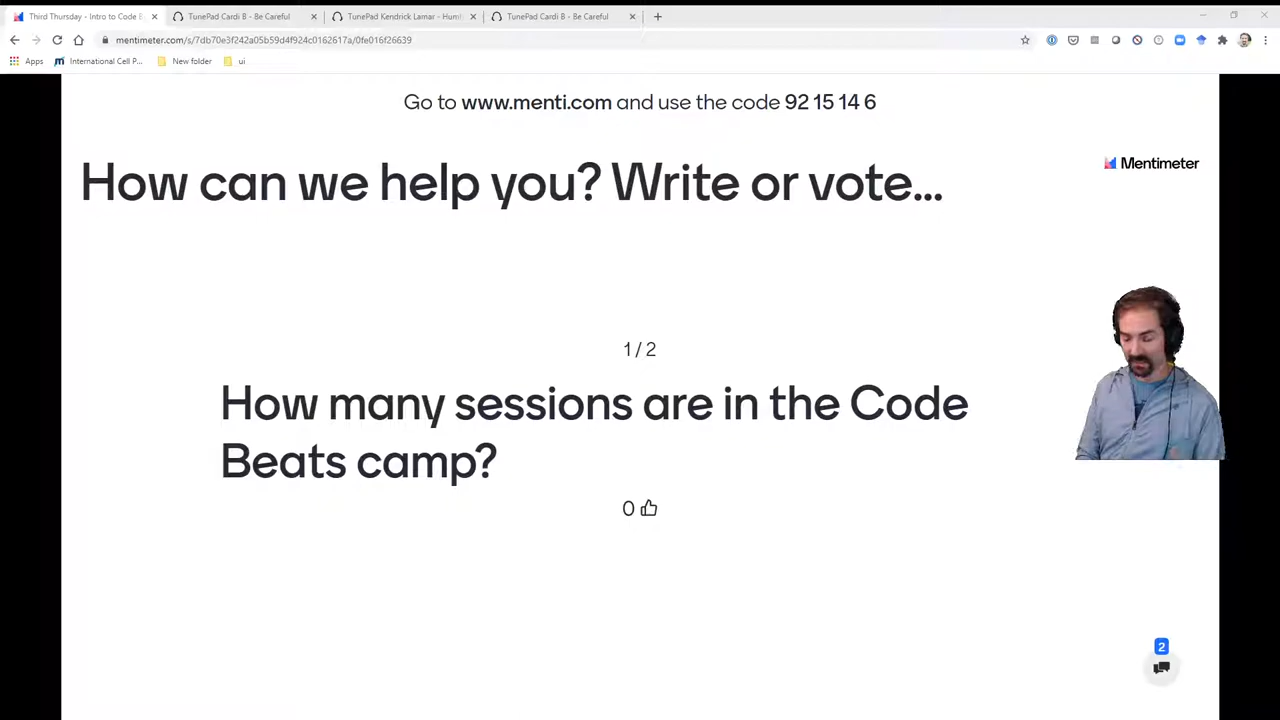 Third Thursday - Intro to Code B
TunePad Cardi B - Be Careful
TunePad Kendrick Lamar - Humb
TunePad Cardi B - Be Careful
mentimeter.com/s/7db70e3f242a05b59d4f924c0162617a/0fe016f26639
Apps
International Cell P...
New folder
ui
Go to www.menti.com and use the code 92 15 14 6
How can we help you? Write or vote...
Mentimeter
1 / 2
How many sessions are in the Code
Beats camp?
0
2